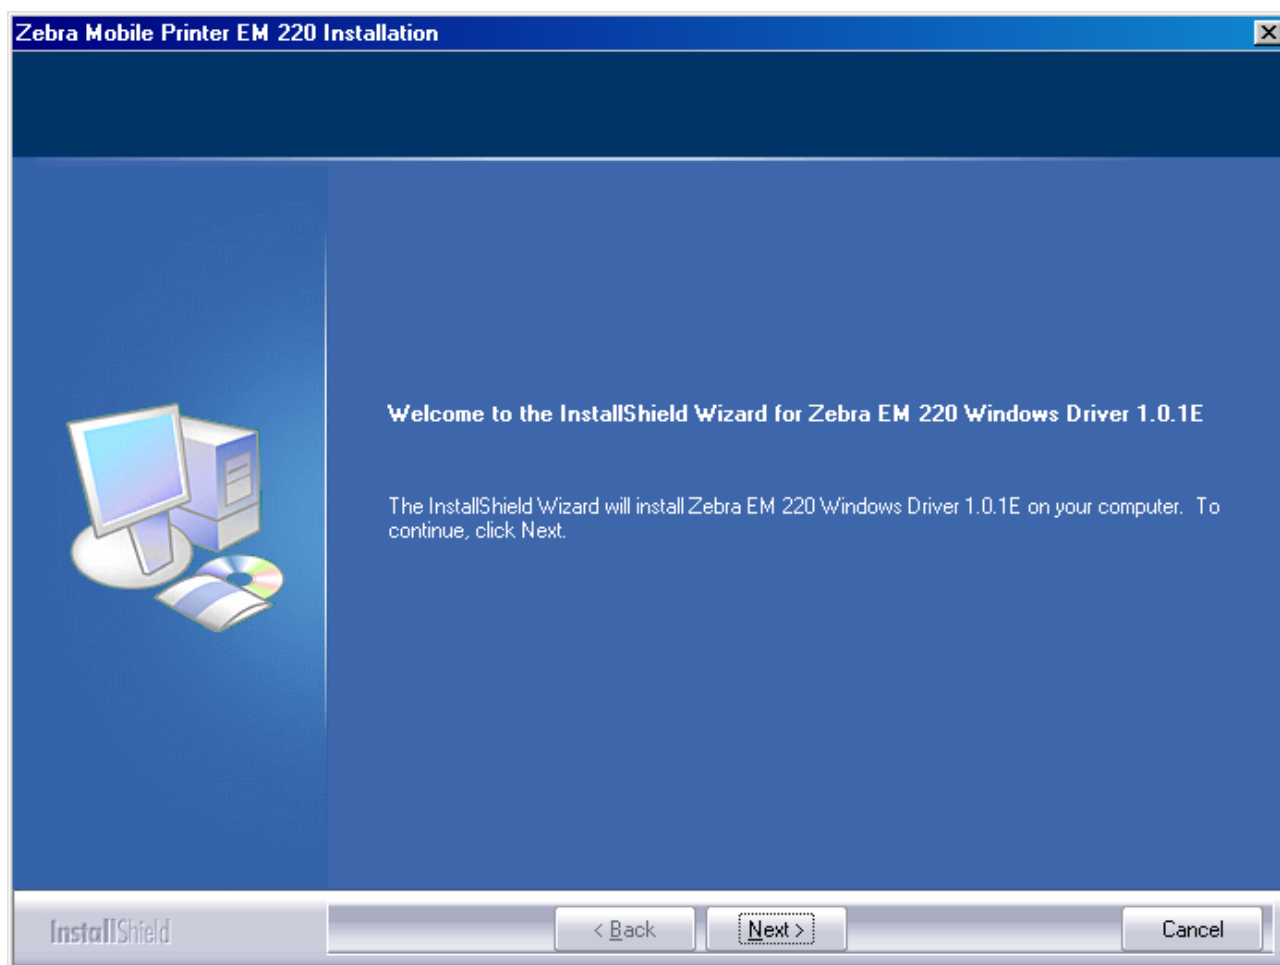 Zebra Mobile Printer EM 220 Installation
Welcome to the InstallShield Wizard for Zebra EM 220 Windows Driver 1.0.1E
The InstallShield Wizard will install Zebra EM 220 Windows Driver 1.0.1E on your computer. To
continue, click Next.
InstallShield
< Back
Next >
Cancel